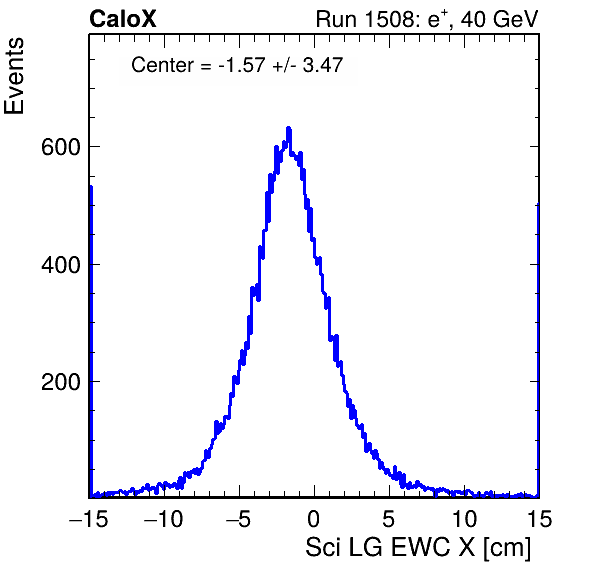 CaloX Run 1508: e⁺, 40 GeV
Events
Center = -1.57 +/- 3.47
600
400
200
−15 −10 −5 0 5 10 15
Sci LG EWC X [cm]